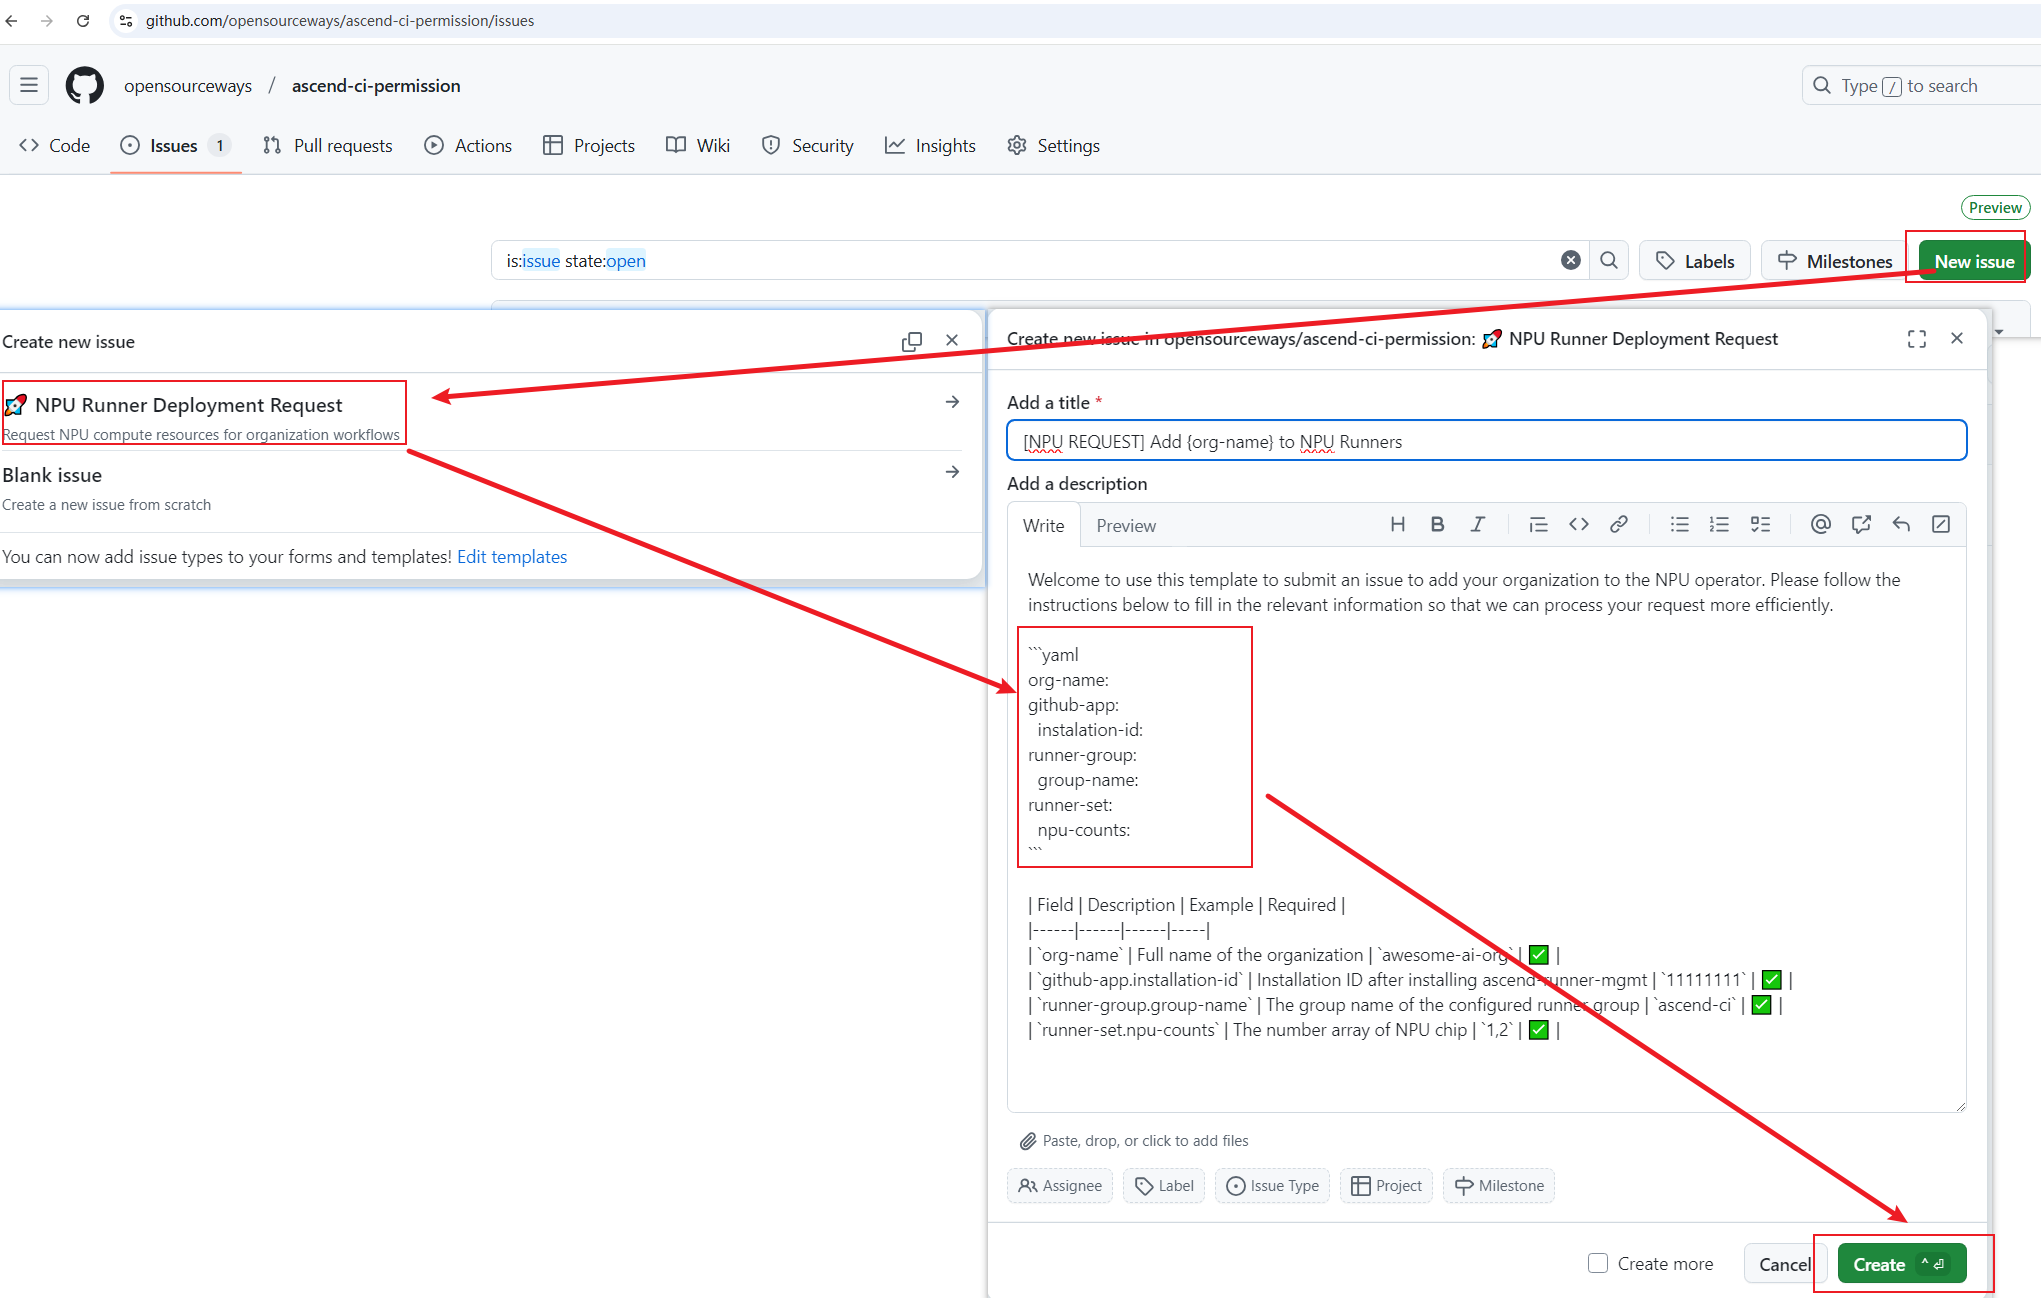 github.com/opensourceways/ascend-ci-permission/issues
opensourceways / ascend-ci-permission
Type / to search
Code
Issues 1
Pull requests
Actions
Projects
Wiki
Security
Insights
Settings
Preview
is:issue state:open
Labels
Milestones
New issue
Create new issue
🚀 NPU Runner Deployment Request
Request NPU compute resources for organization workflows
Blank issue
Create a new issue from scratch
You can now add issue types to your forms and templates! Edit templates
Create new issue in opensourceways/ascend-ci-permission: 🚀 NPU Runner Deployment Request
Add a title *
[NPU REQUEST] Add {org-name} to NPU Runners
Add a description
Write
Preview
Welcome to use this template to submit an issue to add your organization to the NPU operator. Please follow the
instructions below to fill in the relevant information so that we can process your request more efficiently.
```yaml
org-name:
github-app:
  instalation-id:
runner-group:
  group-name:
runner-set:
  npu-counts:
```
| Field | Description | Example | Required |
|------|------|------|-----|
| `org-name` | Full name of the organization | `awesome-ai-org` | ✅ |
| `github-app.installation-id` | Installation ID after installing ascend-runner-mgmt | `11111111` | ✅ |
| `runner-group.group-name` | The group name of the configured runner group | `ascend-ci` | ✅ |
| `runner-set.npu-counts` | The number array of NPU chip | `1,2` | ✅ |
Paste, drop, or click to add files
Assignee
Label
Issue Type
Project
Milestone
Create more
Cancel
Create ^ ⏎